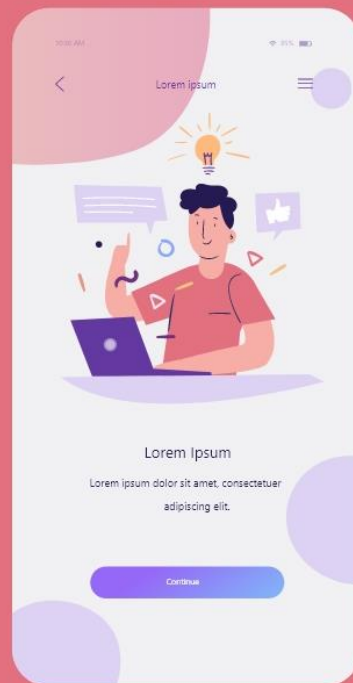 10:00 AM
95%
Lorem ipsum
Lorem Ipsum
Lorem ipsum dolor sit amet, consectetuer
adipiscing elit.
Continue